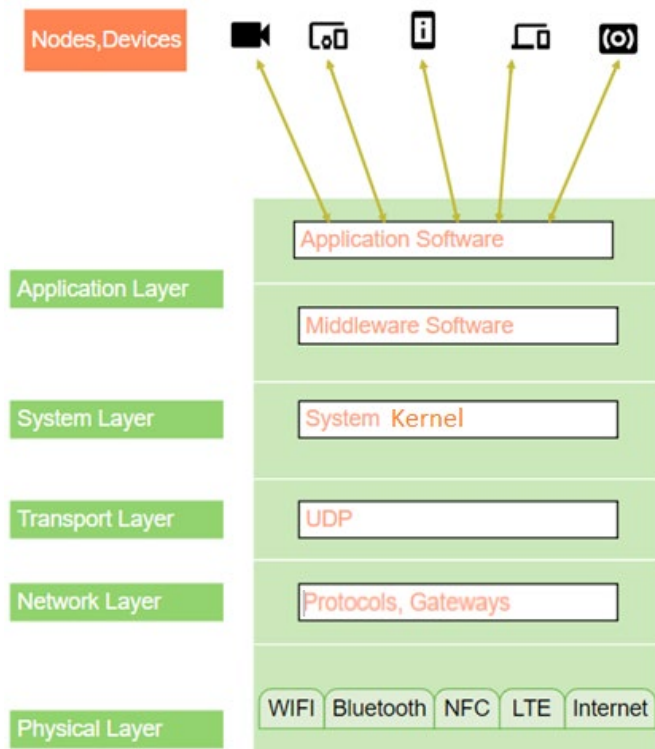 Nodes,Devices
Application Software
Application Layer
Middleware Software
System Layer
System Kernel
Transport Layer
UDP
Network Layer
Protocols, Gateways
WIFI
Bluetooth
NFC
LTE
Internet
Physical Layer